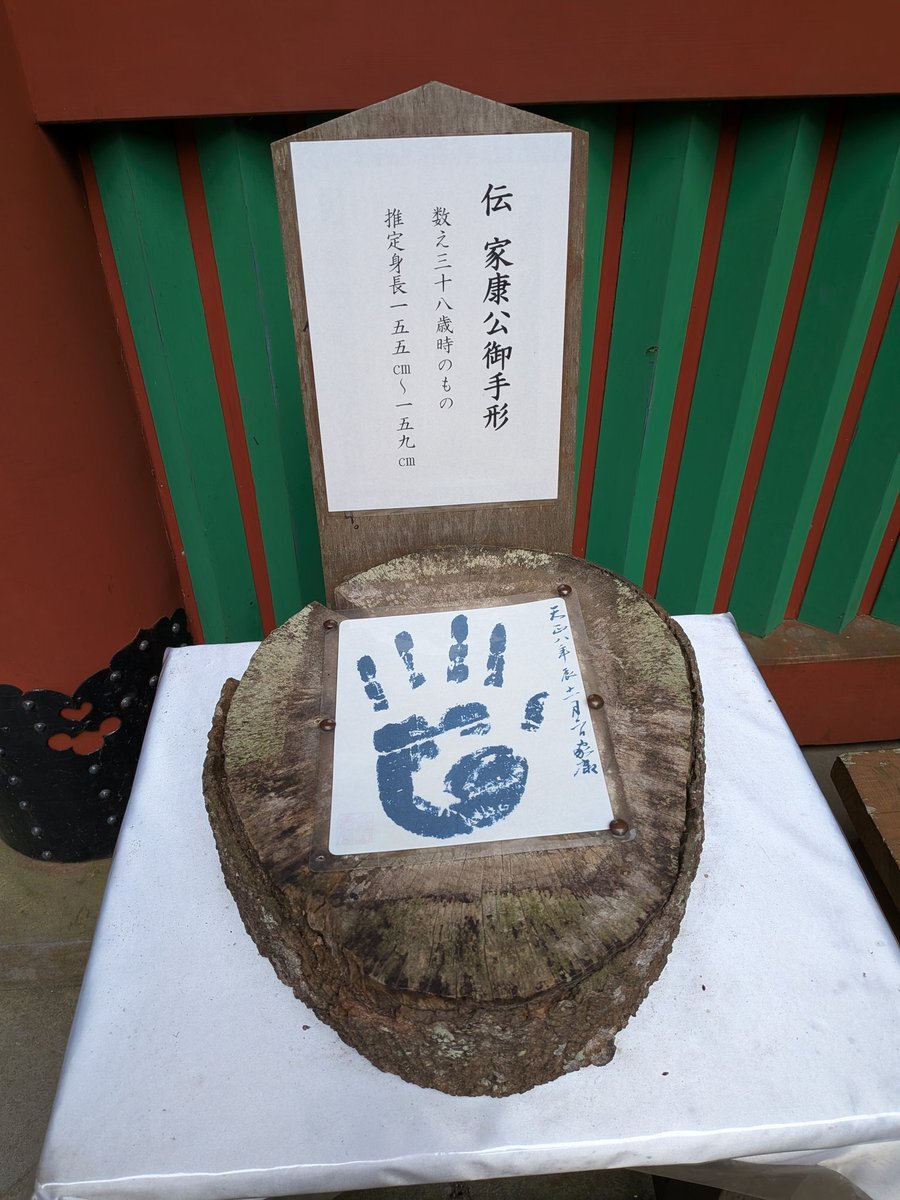 伝 家康公御手形
数え三十八歳時のもの
推定身長一五五㎝〜一五九㎝
天正八年辰十一月 家康